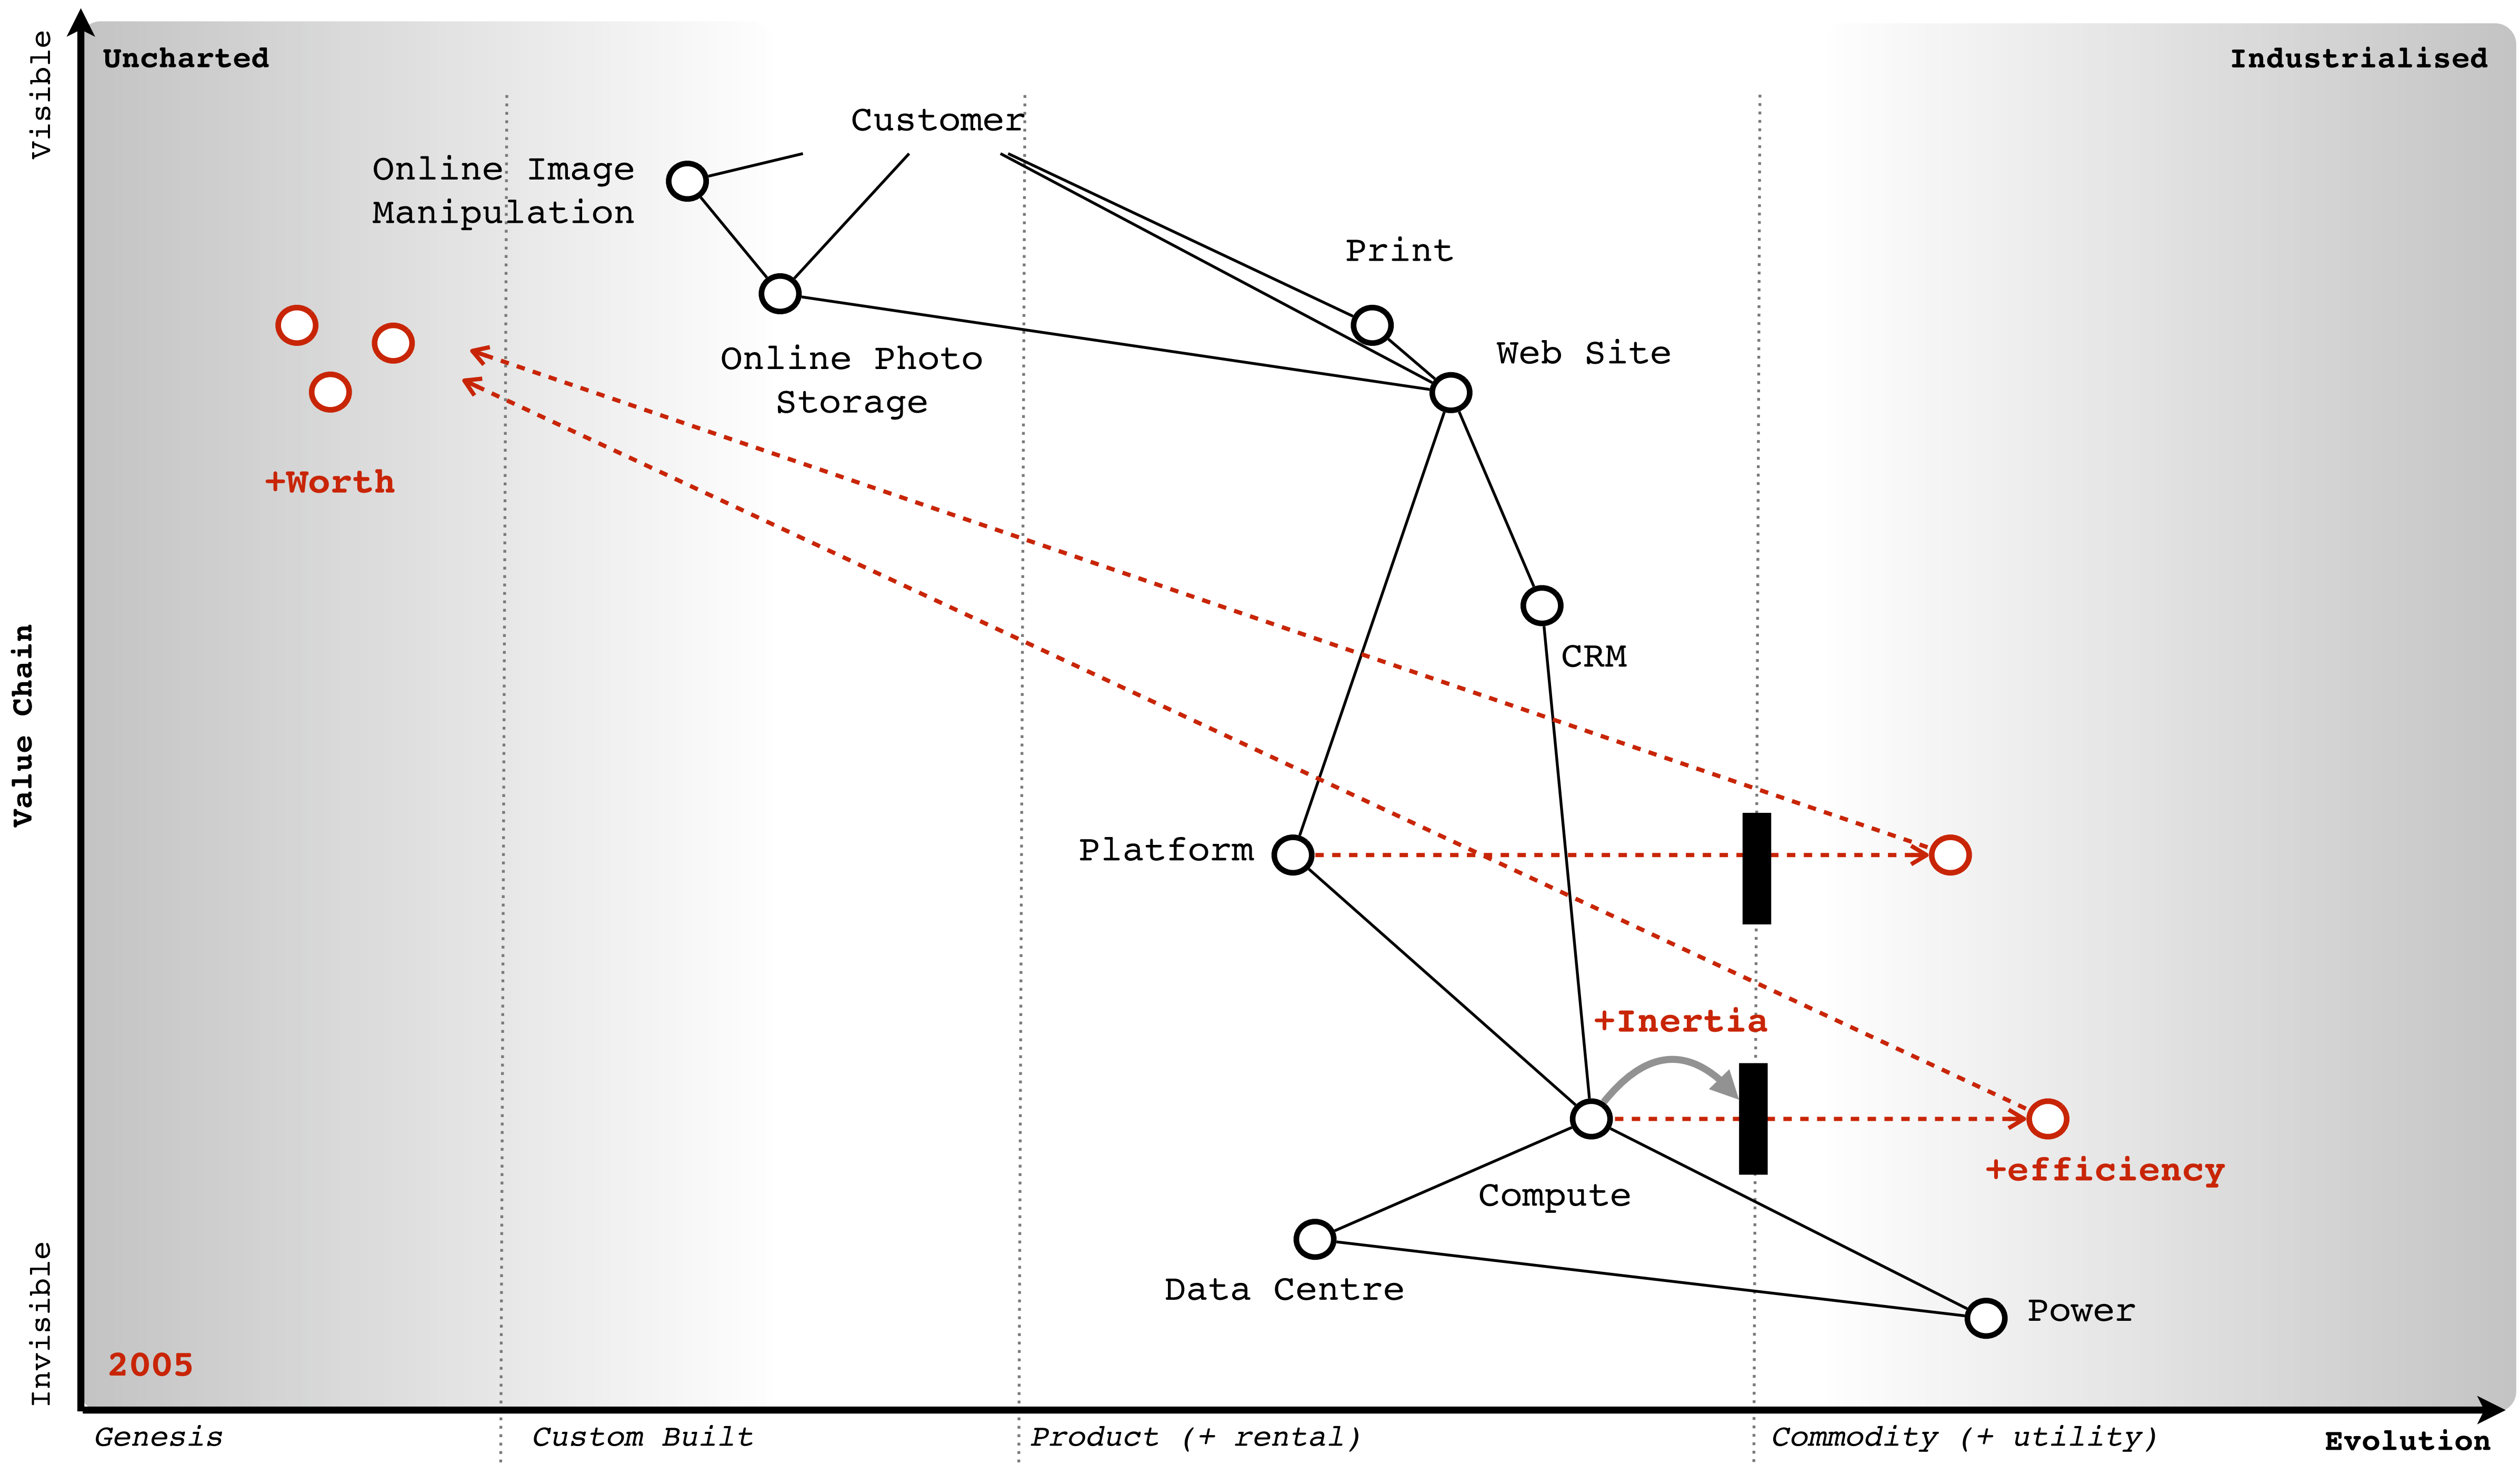 Visible
Uncharted
Industrialised
Customer
Online Image
Manipulation
Print
Web Site
Online Photo
Storage
+Worth
Value Chain
CRM
Platform
+Inertia
+efficiency
Compute
Data Centre
Power
Invisible
2005
Genesis
Custom Built
Product (+ rental)
Commodity (+ utility)
Evolution